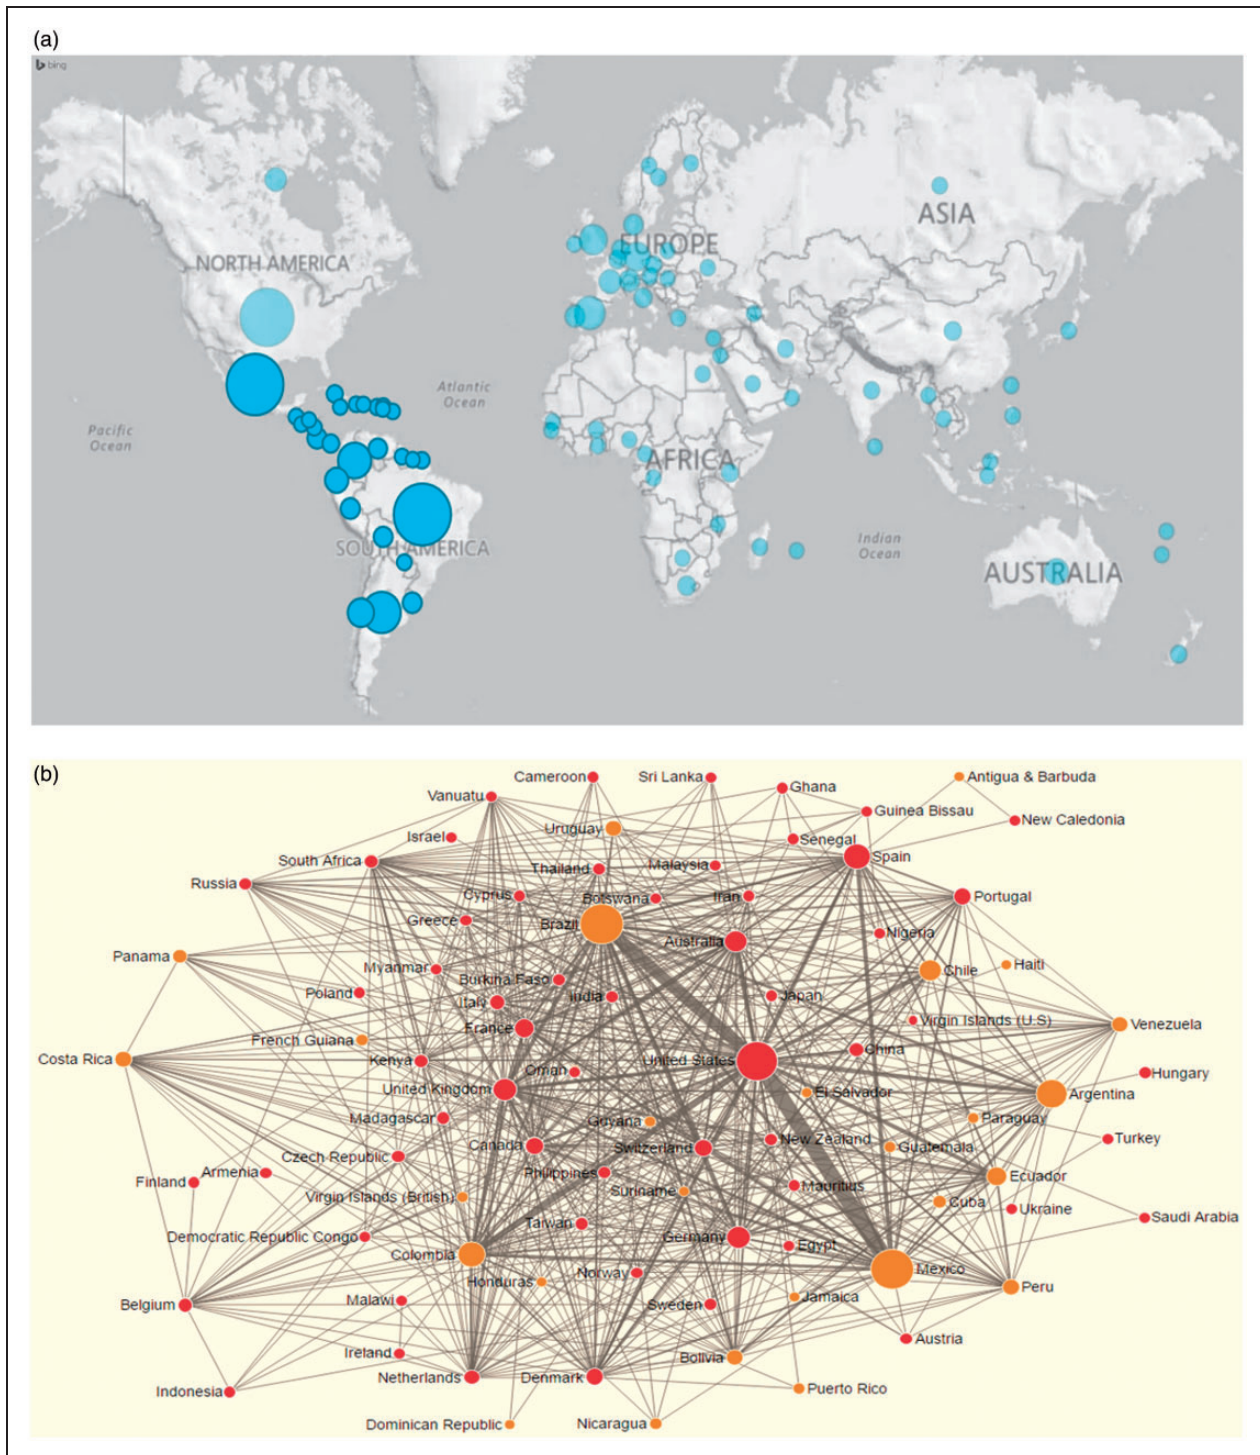 (a)
bing
ASIA
EUROPE
NORTH AMERICA
Atlantic
Ocean
Pacific
Ocean
AFRICA
Indian
Ocean
SOUTH AMERICA
AUSTRALIA
(b)
Cameroon
Sri Lanka
Antigua & Barbuda
Ghana
Vanuatu
Guinea Bissau
New Caledonia
Uruguay
Israel
Senegal
Spain
South Africa
Thailand
Malaysia
Russia
Cyprus
Botswana
Iran
Portugal
Greece
Brazil
Nigeria
Australia
Panama
Myanmar
Chile
Haiti
Burkina Faso
Poland
Italy
India
Japan
France
Virgin Islands (U.S)
Venezuela
French Guiana
Costa Rica
Kenya
United States
China
Oman
Hungary
United Kingdom
El Salvador
Argentina
Madagascar
Guyana
Paraguay
Canada
Switzerland
New Zealand
Guatemala
Turkey
Czech Republic
Finland
Armenia
Philippines
Ecuador
Virgin Islands (British)
Suriname
Mauritius
Cuba
Ukraine
Saudi Arabia
Taiwan
Democratic Republic Congo
Germany
Egypt
Colombia
Honduras
Norway
Mexico
Peru
Belgium
Malawi
Sweden
Jamaica
Austria
Ireland
Bolivia
Netherlands
Denmark
Indonesia
Puerto Rico
Dominican Republic
Nicaragua